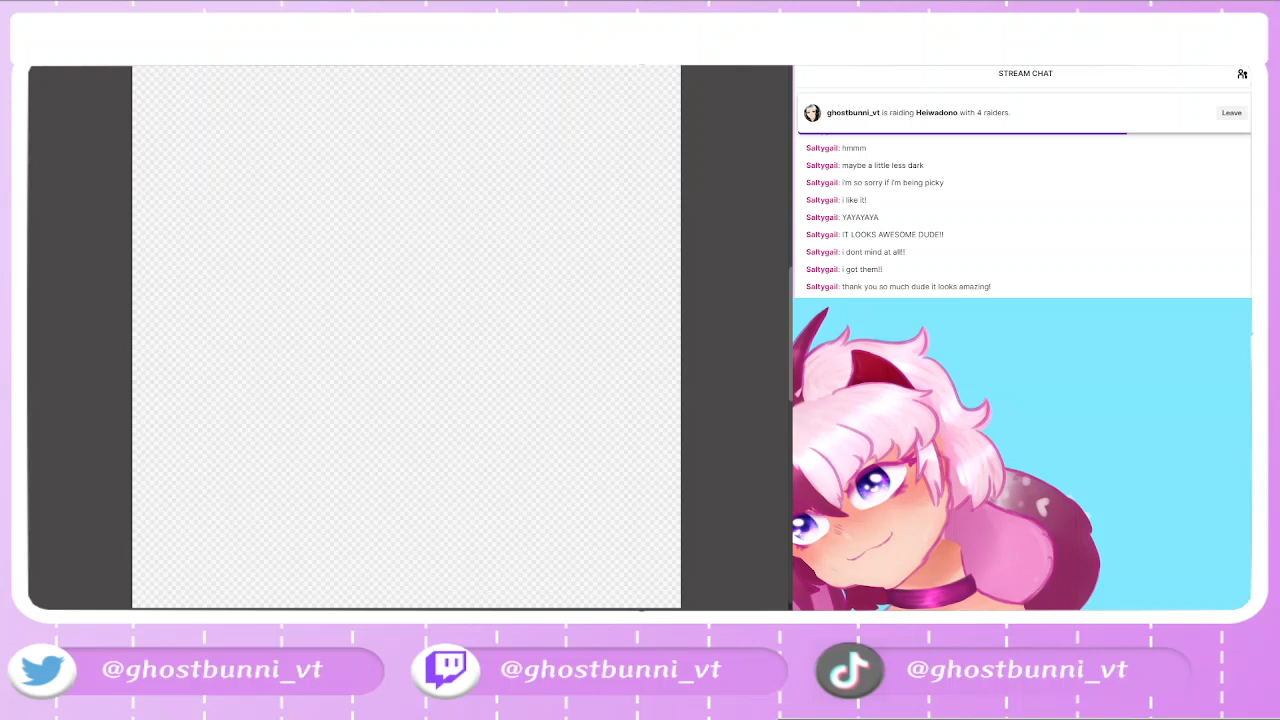 STREAM CHAT
ghostbunni_vt is raiding Heiwadono with 4 raiders.
Leave
Saltygail: hmmm
Saltygail: maybe a little less dark
Saltygail: i'm so sorry if i'm being picky
Saltygail: i like it!
Saltygail: YAYAYAYA
Saltygail: IT LOOKS AWESOME DUDE!!
Saltygail: i dont mind at all!!
Saltygail: i got them!!
Saltygail: thank you so much dude it looks amazing!
@ghostbunni_vt
@ghostbunni_vt
@ghostbunni_vt